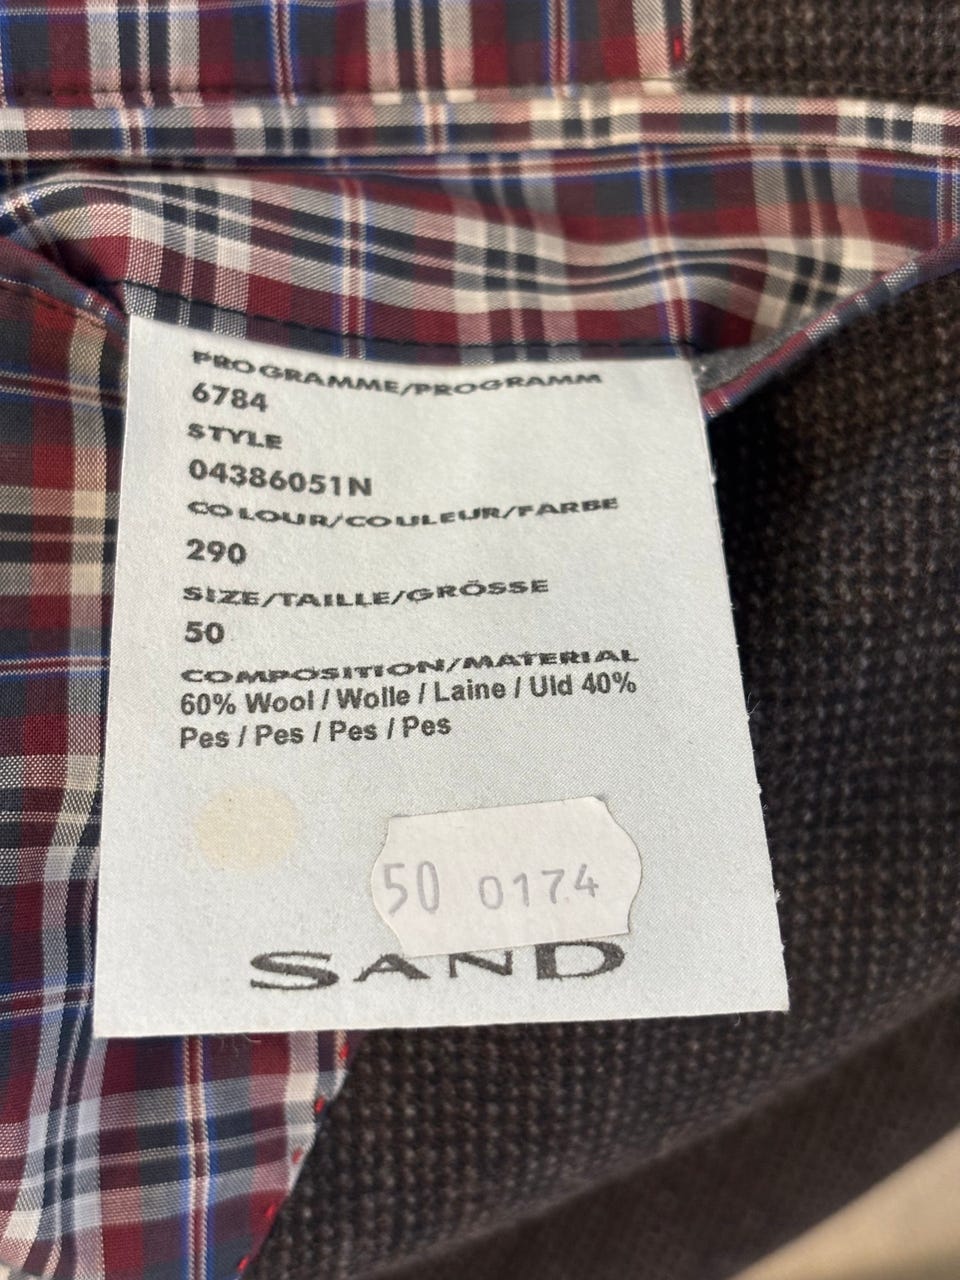 PROGRAMME/PROGRAMM
6784
STYLE
04386051N
COLOUR/COULEUR/FARBE
290
SIZE/TAILLE/GRÖSSE
50
COMPOSITION/MATERIAL
60% Wool / Wolle / Laine / Uld 40%
Pes / Pes / Pes / Pes
50 0174
SAND